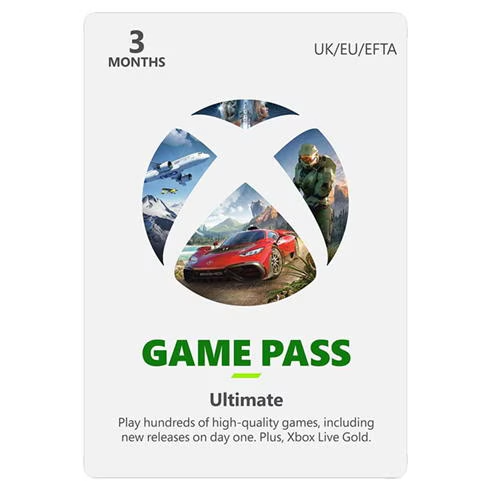 3
MONTHS
UK/EU/EFTA
GAME PASS
Ultimate
Play hundreds of high-quality games, including
new releases on day one. Plus, Xbox Live Gold.